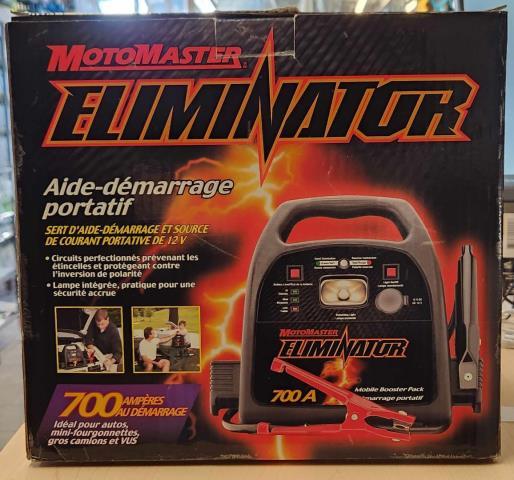 MOTOMASTER
ELIMINATOR
Aide-démarrage
portatif
SERT D'AIDE-DÉMARRAGE ET SOURCE
DE COURANT PORTATIVE DE 12 V
• Circuits perfectionnés prévenant les
étincelles et protégeant contre
l'inversion de polarité
• Lampe intégrée, pratique pour une
sécurité accrue
700 AMPÈRES
AU DÉMARRAGE
Idéal pour autos,
mini-fourgonnettes,
gros camions et VUS
MOTOMASTER
ELIMINATOR
700 A
Mobile Booster Pack
démarrage portatif